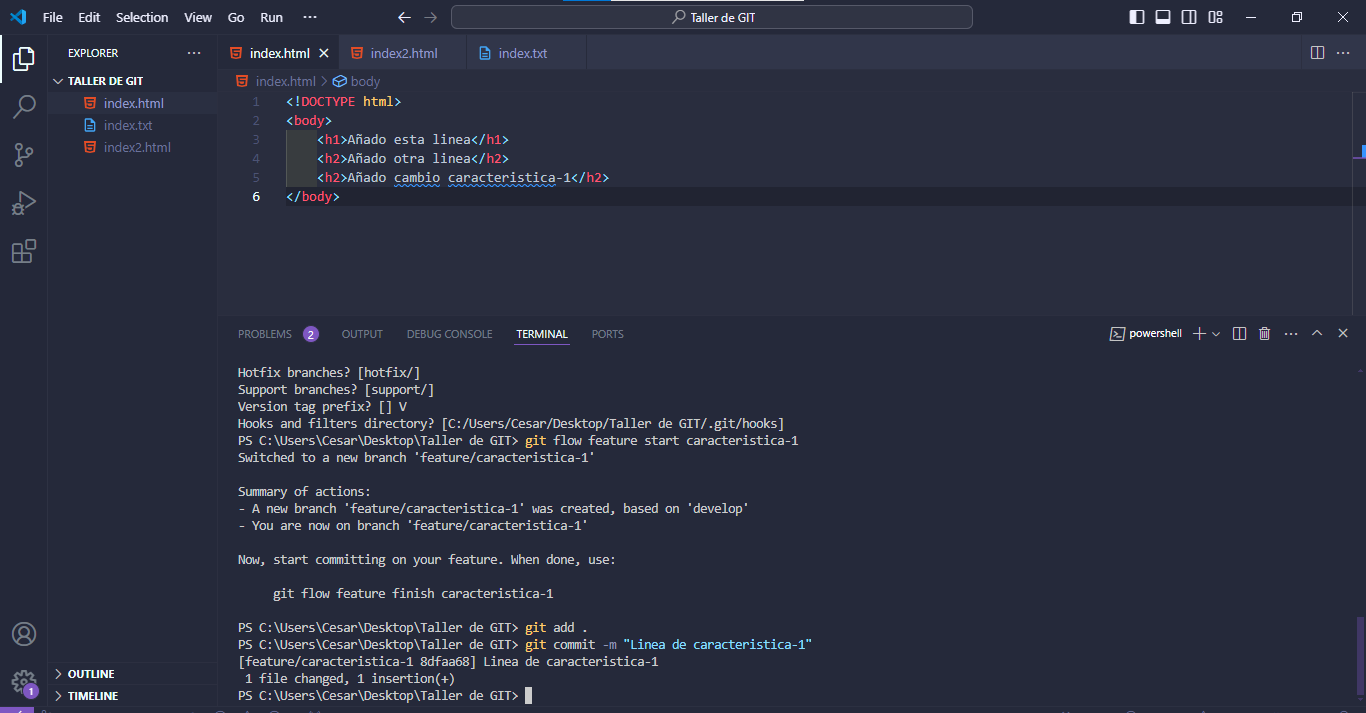 File Edit Selection View Go Run ··· Taller de GIT
EXPLORER ···
TALLER DE GIT
index.html
index.txt
index2.html
OUTLINE
TIMELINE
1
index.html index2.html index.txt
index.html > body
1 <!DOCTYPE html>
2 <body>
3 <h1>Añado esta linea</h1>
4 <h2>Añado otra linea</h2>
5 <h2>Añado cambio caracteristica-1</h2>
6 </body>
PROBLEMS 2 OUTPUT DEBUG CONSOLE TERMINAL PORTS powershell
Hotfix branches? [hotfix/]
Support branches? [support/]
Version tag prefix? [] V
Hooks and filters directory? [C:/Users/Cesar/Desktop/Taller de GIT/.git/hooks]
PS C:\Users\Cesar\Desktop\Taller de GIT> git flow feature start caracteristica-1
Switched to a new branch 'feature/caracteristica-1'
Summary of actions:
- A new branch 'feature/caracteristica-1' was created, based on 'develop'
- You are now on branch 'feature/caracteristica-1'
Now, start committing on your feature. When done, use:
git flow feature finish caracteristica-1
PS C:\Users\Cesar\Desktop\Taller de GIT> git add .
PS C:\Users\Cesar\Desktop\Taller de GIT> git commit -m "Linea de caracteristica-1"
[feature/caracteristica-1 8dfaa68] Linea de caracteristica-1
1 file changed, 1 insertion(+)
PS C:\Users\Cesar\Desktop\Taller de GIT>